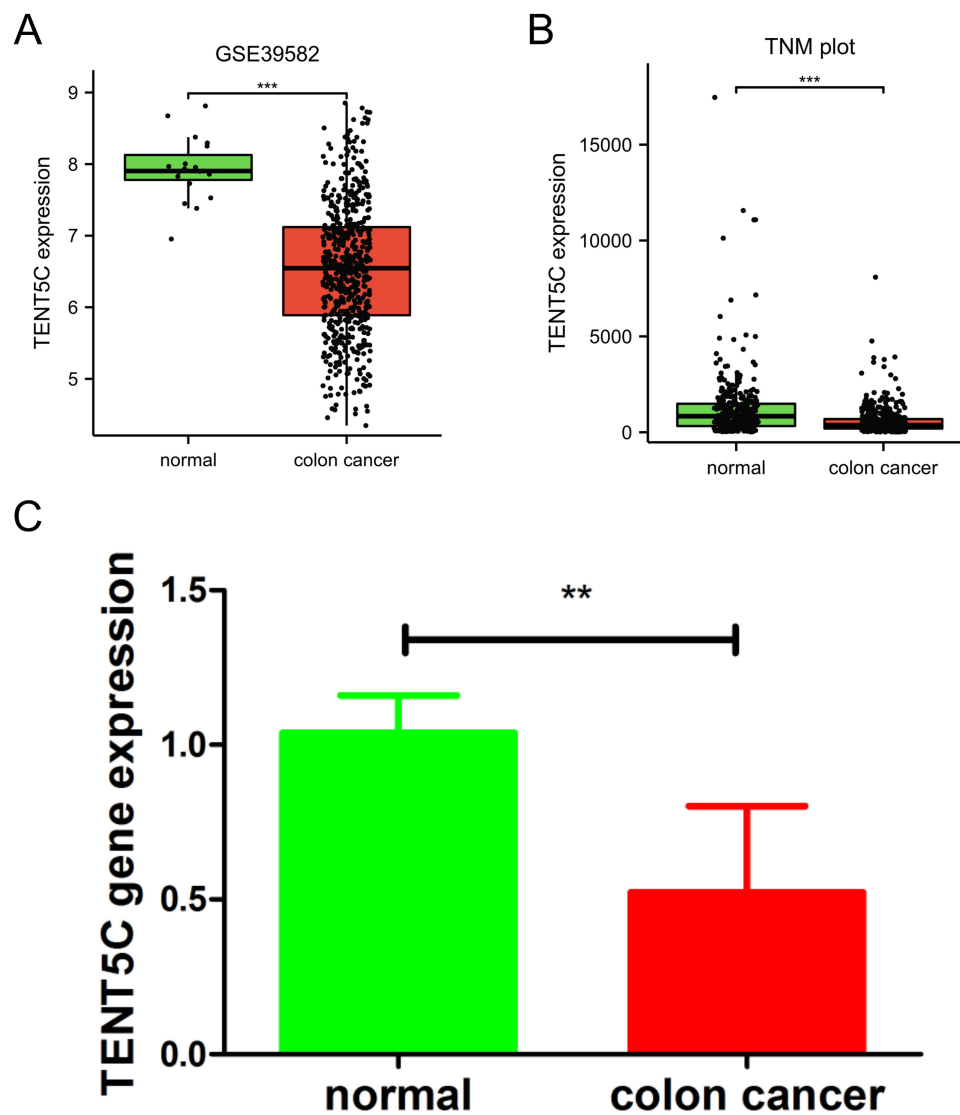 A
GSE39582
***
TENT5C expression
9
8
7
6
5
normal
colon cancer
B
TNM plot
***
TENT5C expression
15000
10000
5000
0
normal
colon cancer
C
**
TENT5C gene expression
1.5
1.0
0.5
0.0
normal
colon cancer